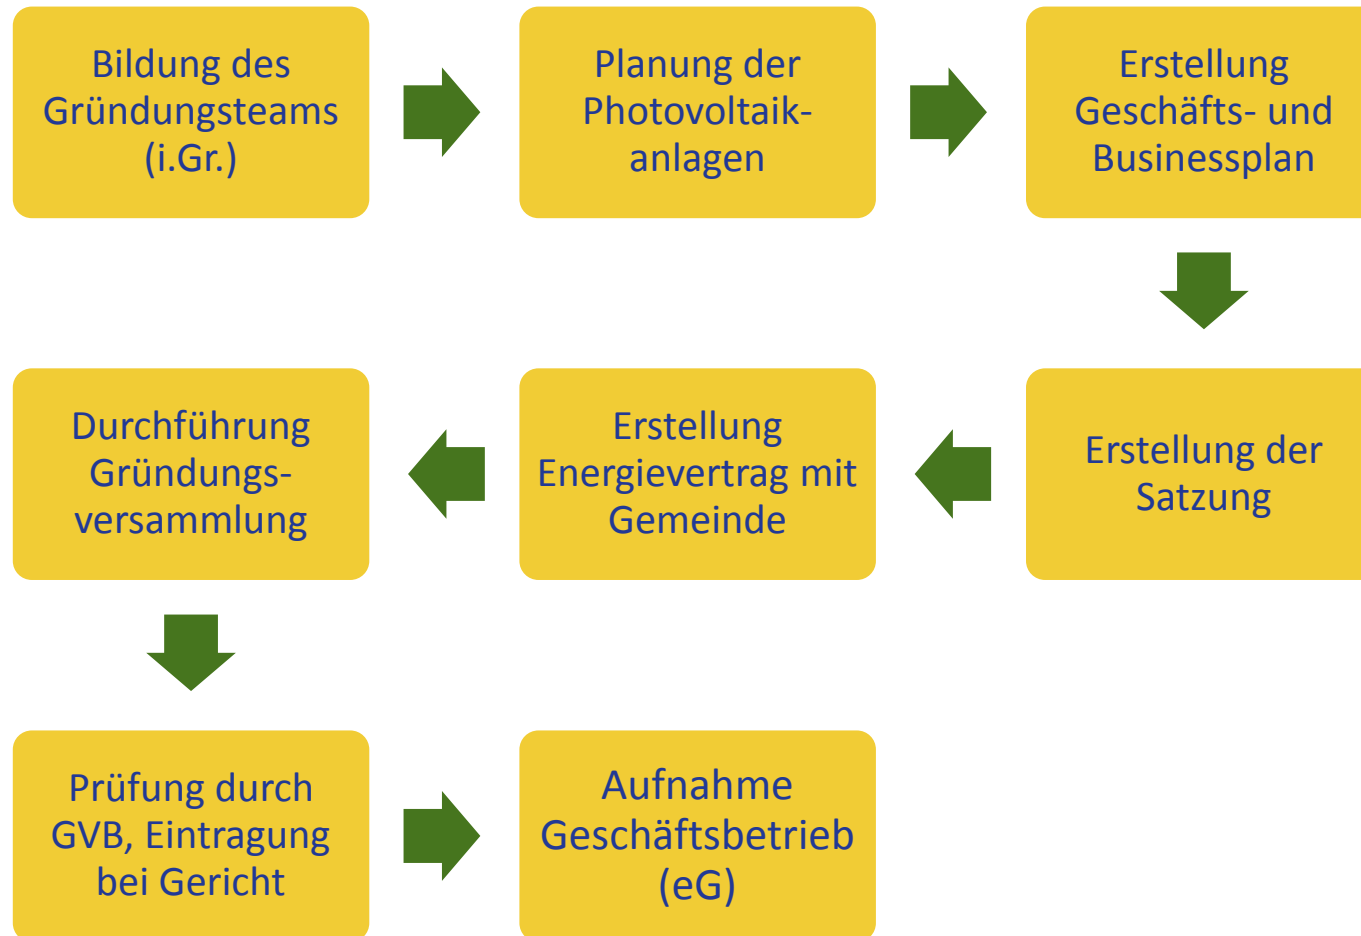 Bildung des
Gründungsteams
(i.Gr.)
Planung der
Photovoltaik-
anlagen
Erstellung
Geschäfts- und
Businessplan
Erstellung der
Satzung
Erstellung
Energievertrag mit
Gemeinde
Durchführung
Gründungs-
versammlung
Prüfung durch
GVB, Eintragung
bei Gericht
Aufnahme
Geschäftsbetrieb
(eG)